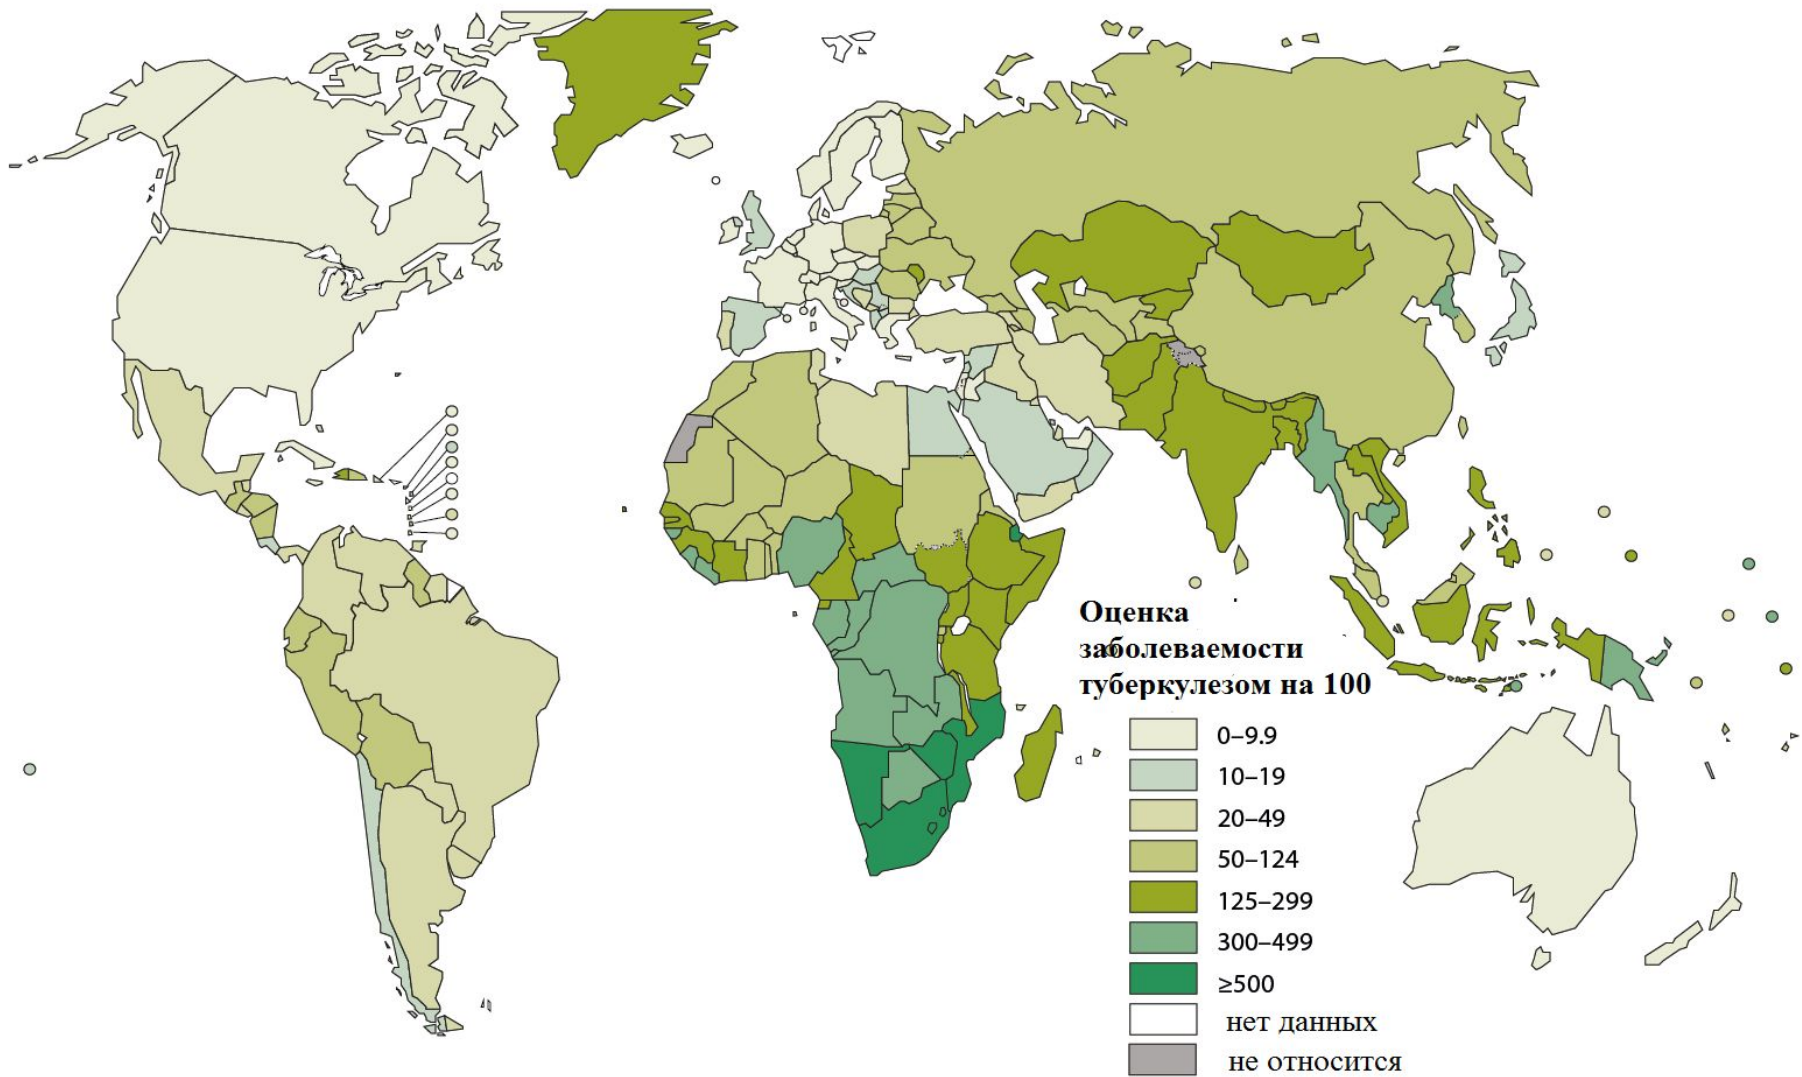 Оценка
заболеваемости
туберкулезом на 100
0–9.9
10–19
20–49
50–124
125–299
300–499
≥500
нет данных
не относится